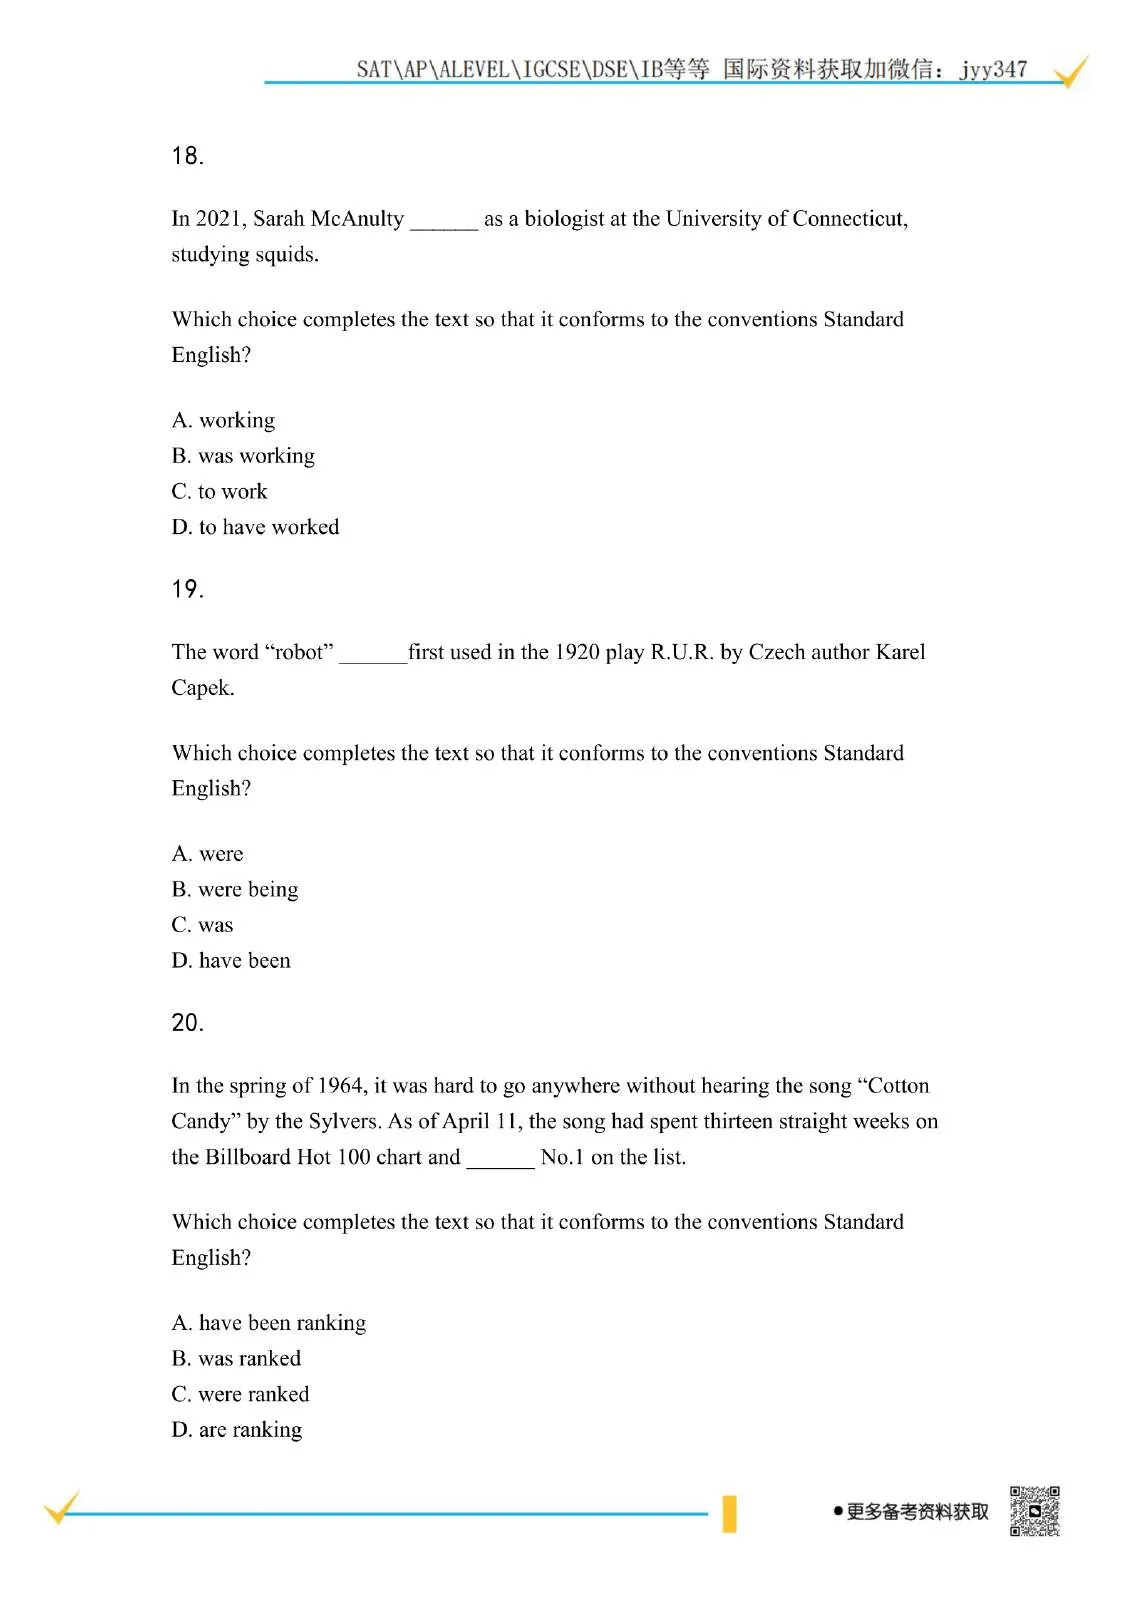 SAT\AP\ALEVEL\IGCSE\DSE\IB等等 国际资料获取加微信：jyy347
18.
In 2021, Sarah McAnulty ______ as a biologist at the University of Connecticut,
studying squids.
Which choice completes the text so that it conforms to the conventions Standard
English?
A. working
B. was working
C. to work
D. to have worked
19.
The word “robot” ______first used in the 1920 play R.U.R. by Czech author Karel
Capek.
Which choice completes the text so that it conforms to the conventions Standard
English?
A. were
B. were being
C. was
D. have been
20.
In the spring of 1964, it was hard to go anywhere without hearing the song “Cotton
Candy” by the Sylvers. As of April 11, the song had spent thirteen straight weeks on
the Billboard Hot 100 chart and ______ No.1 on the list.
Which choice completes the text so that it conforms to the conventions Standard
English?
A. have been ranking
B. was ranked
C. were ranked
D. are ranking
●更多备考资料获取